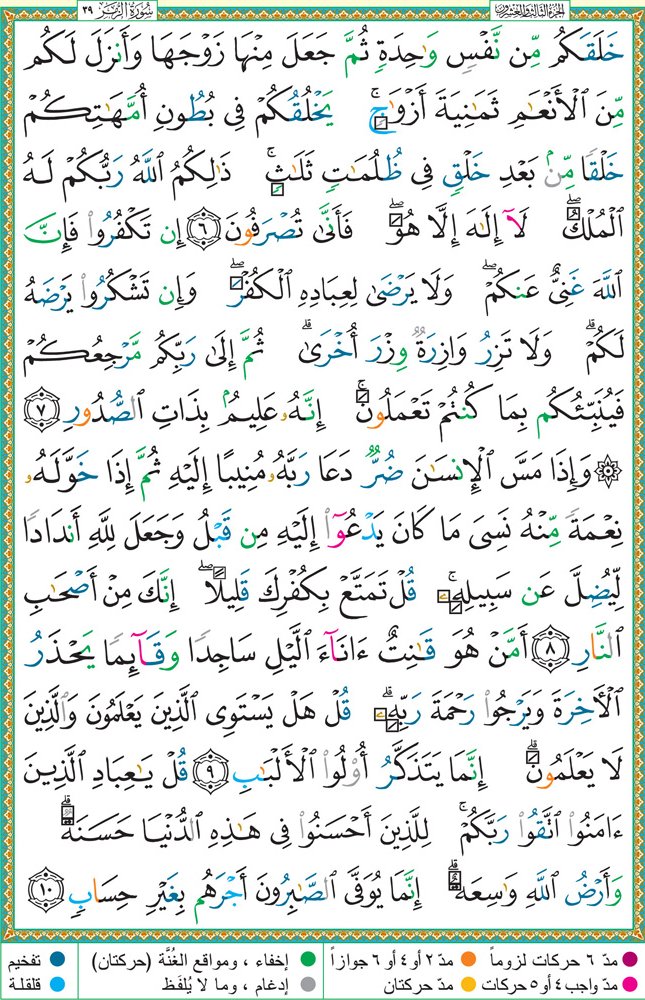 الجزء الثالث والعشرون
سُورَةُ الزُّمَرِ ٣٩
خَلَقَكُم مِّن نَّفْسٍ وَٰحِدَةٍ ثُمَّ جَعَلَ مِنْهَا زَوْجَهَا وَأَنزَلَ لَكُم
مِّنَ ٱلْأَنْعَٰمِ ثَمَٰنِيَةَ أَزْوَٰجٍ ۚ يَخْلُقُكُمْ فِى بُطُونِ أُمَّهَٰتِكُمْ
خَلْقًا مِّنۢ بَعْدِ خَلْقٍ فِى ظُلُمَٰتٍ ثَلَٰثٍ ۚ ذَٰلِكُمُ ٱللَّهُ رَبُّكُمْ لَهُ
ٱلْمُلْكُ ۖ لَآ إِلَٰهَ إِلَّا هُوَ ۖ فَأَنَّىٰ تُصْرَفُونَ ٦ إِن تَكْفُرُوا۟ فَإِنَّ
ٱللَّهَ غَنِىٌّ عَنكُمْ ۖ وَلَا يَرْضَىٰ لِعِبَادِهِ ٱلْكُفْرَ ۖ وَإِن تَشْكُرُوا۟ يَرْضَهُ
لَكُمْ ۗ وَلَا تَزِرُ وَازِرَةٌ وِزْرَ أُخْرَىٰ ۗ ثُمَّ إِلَىٰ رَبِّكُم مَّرْجِعُكُمْ
فَيُنَبِّئُكُم بِمَا كُنتُمْ تَعْمَلُونَ ۚ إِنَّهُۥ عَلِيمٌۢ بِذَاتِ ٱلصُّدُورِ ٧
۞ وَإِذَا مَسَّ ٱلْإِنسَٰنَ ضُرٌّ دَعَا رَبَّهُۥ مُنِيبًا إِلَيْهِ ثُمَّ إِذَا خَوَّلَهُۥ
نِعْمَةً مِّنْهُ نَسِىَ مَا كَانَ يَدْعُوٓا۟ إِلَيْهِ مِن قَبْلُ وَجَعَلَ لِلَّهِ أَندَادًا
لِّيُضِلَّ عَن سَبِيلِهِۦ ۚ قُلْ تَمَتَّعْ بِكُفْرِكَ قَلِيلًا ۖ إِنَّكَ مِنْ أَصْحَٰبِ
ٱلنَّارِ ٨ أَمَّنْ هُوَ قَٰنِتٌ ءَانَآءَ ٱلَّيْلِ سَاجِدًا وَقَآئِمًا يَحْذَرُ
ٱلْـَٔاخِرَةَ وَيَرْجُوا۟ رَحْمَةَ رَبِّهِۦ ۗ قُلْ هَلْ يَسْتَوِى ٱلَّذِينَ يَعْلَمُونَ وَٱلَّذِينَ
لَا يَعْلَمُونَ ۗ إِنَّمَا يَتَذَكَّرُ أُو۟لُوا۟ ٱلْأَلْبَٰبِ ٩ قُلْ يَٰعِبَادِ ٱلَّذِينَ
ءَامَنُوا۟ ٱتَّقُوا۟ رَبَّكُمْ ۚ لِلَّذِينَ أَحْسَنُوا۟ فِى هَٰذِهِ ٱلدُّنْيَا حَسَنَةٌ ۗ
وَأَرْضُ ٱللَّهِ وَٰسِعَةٌ ۗ إِنَّمَا يُوَفَّى ٱلصَّٰبِرُونَ أَجْرَهُم بِغَيْرِ حِسَابٍ ١٠
مدّ ٦ حركات لزوماً مدّ ٢ أو ٤ أو ٦ جوازاً إخفاء ، ومواقع الغُنَّة (حركتان) تفخيم
مدّ واجب ٤ أو ٥ حركات مدّ حركتان إدغام ، وما لا يُلفَظ قلقلة